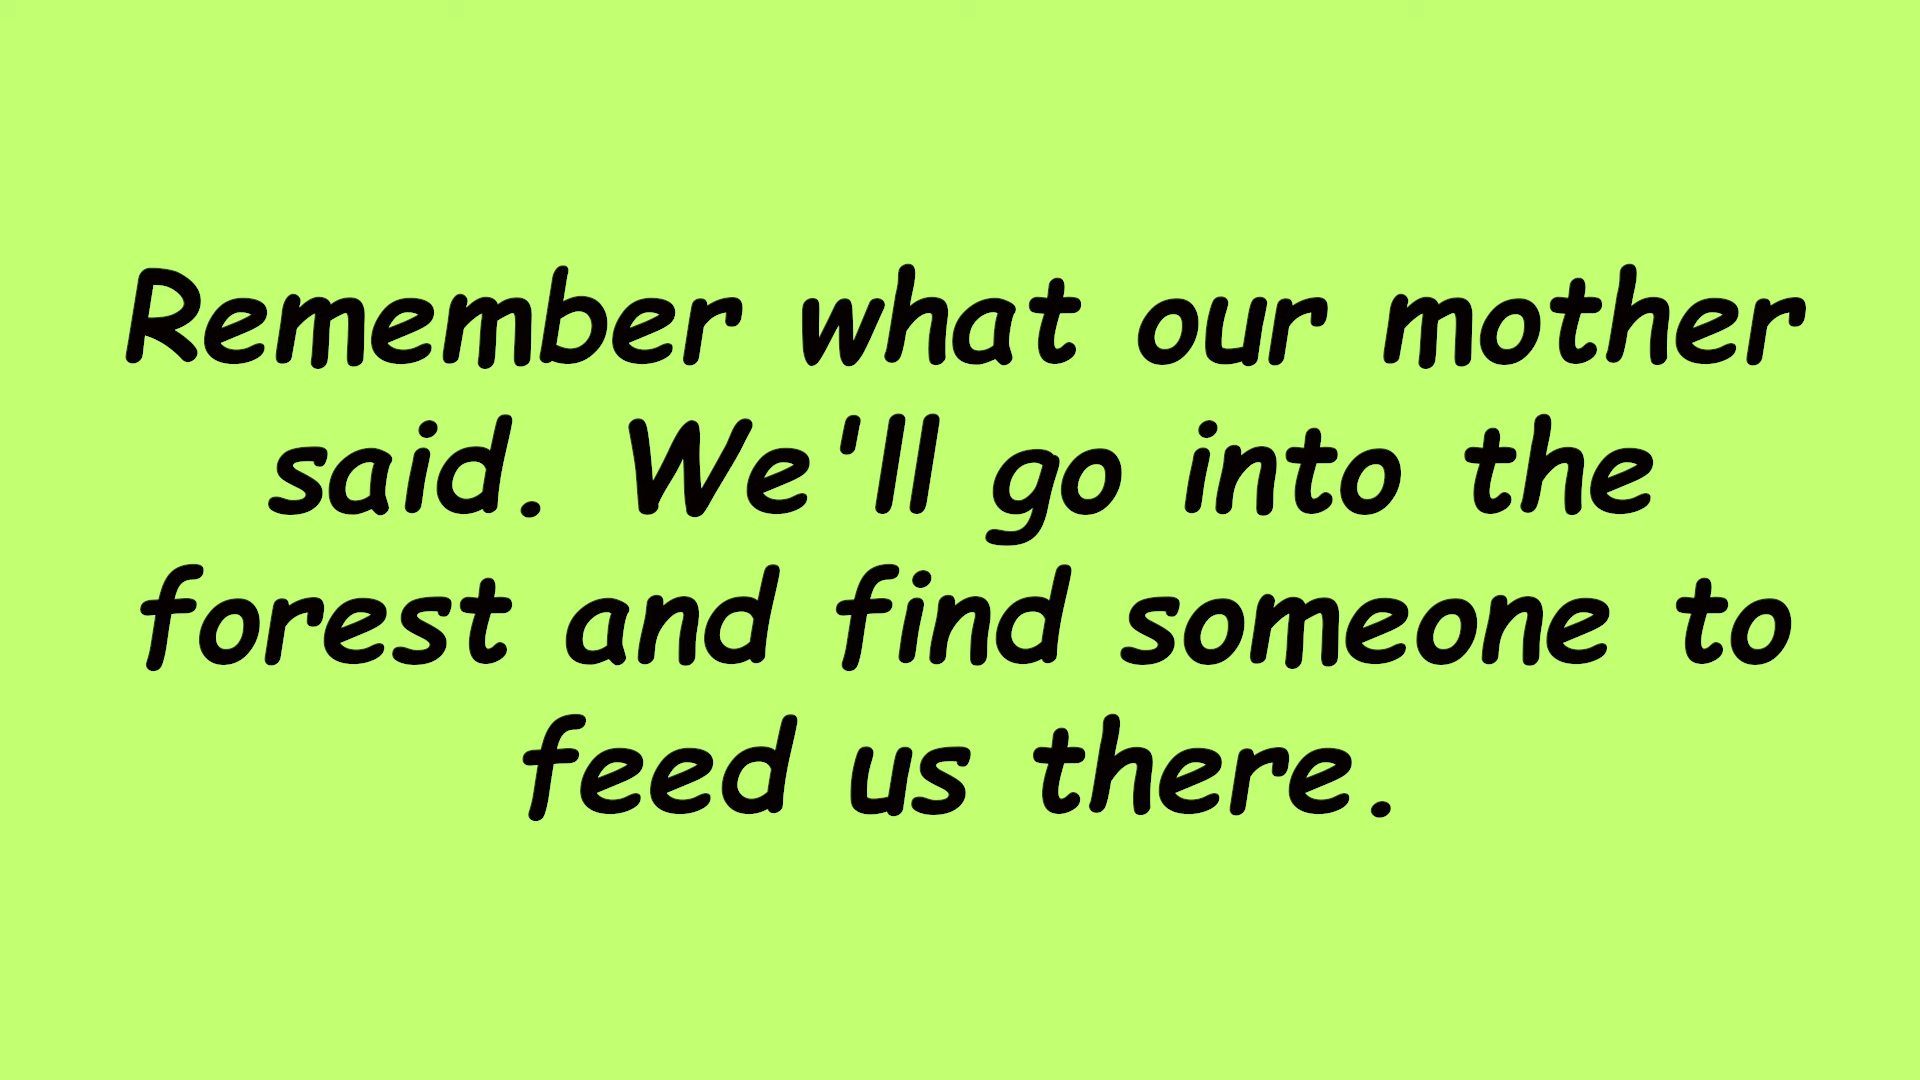 Remember what our mother
said. We'll go into the
forest and find someone to
feed us there.